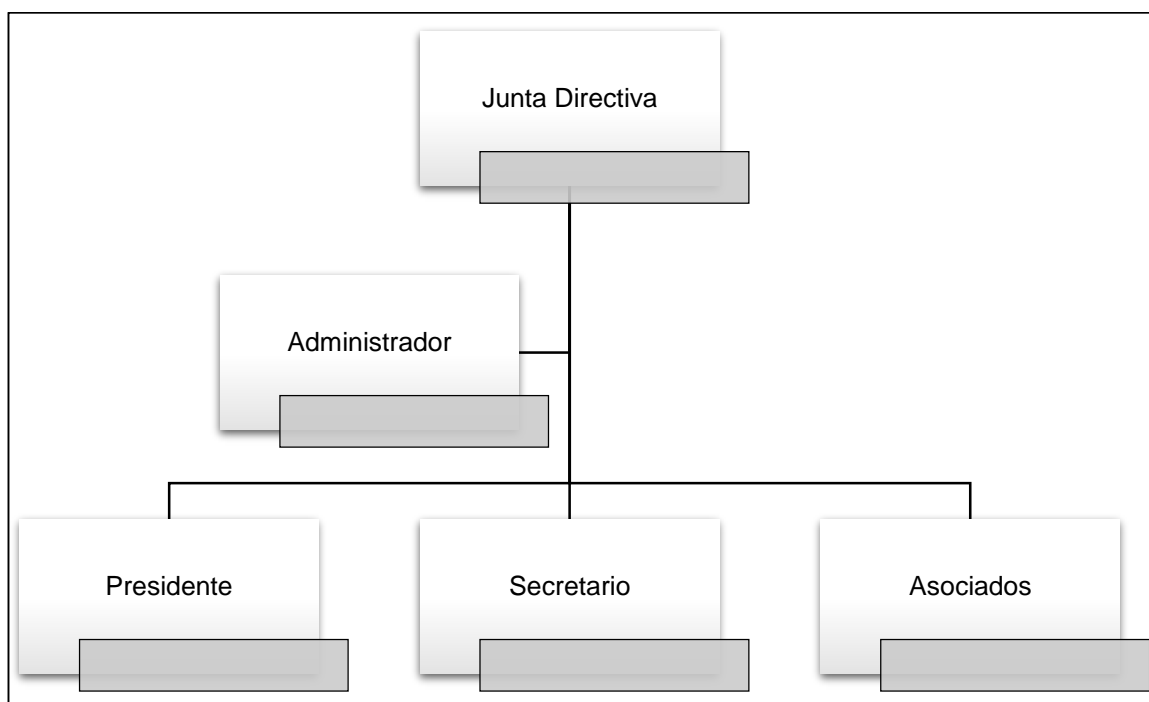 Junta Directiva
Administrador
Presidente
Secretario
Asociados